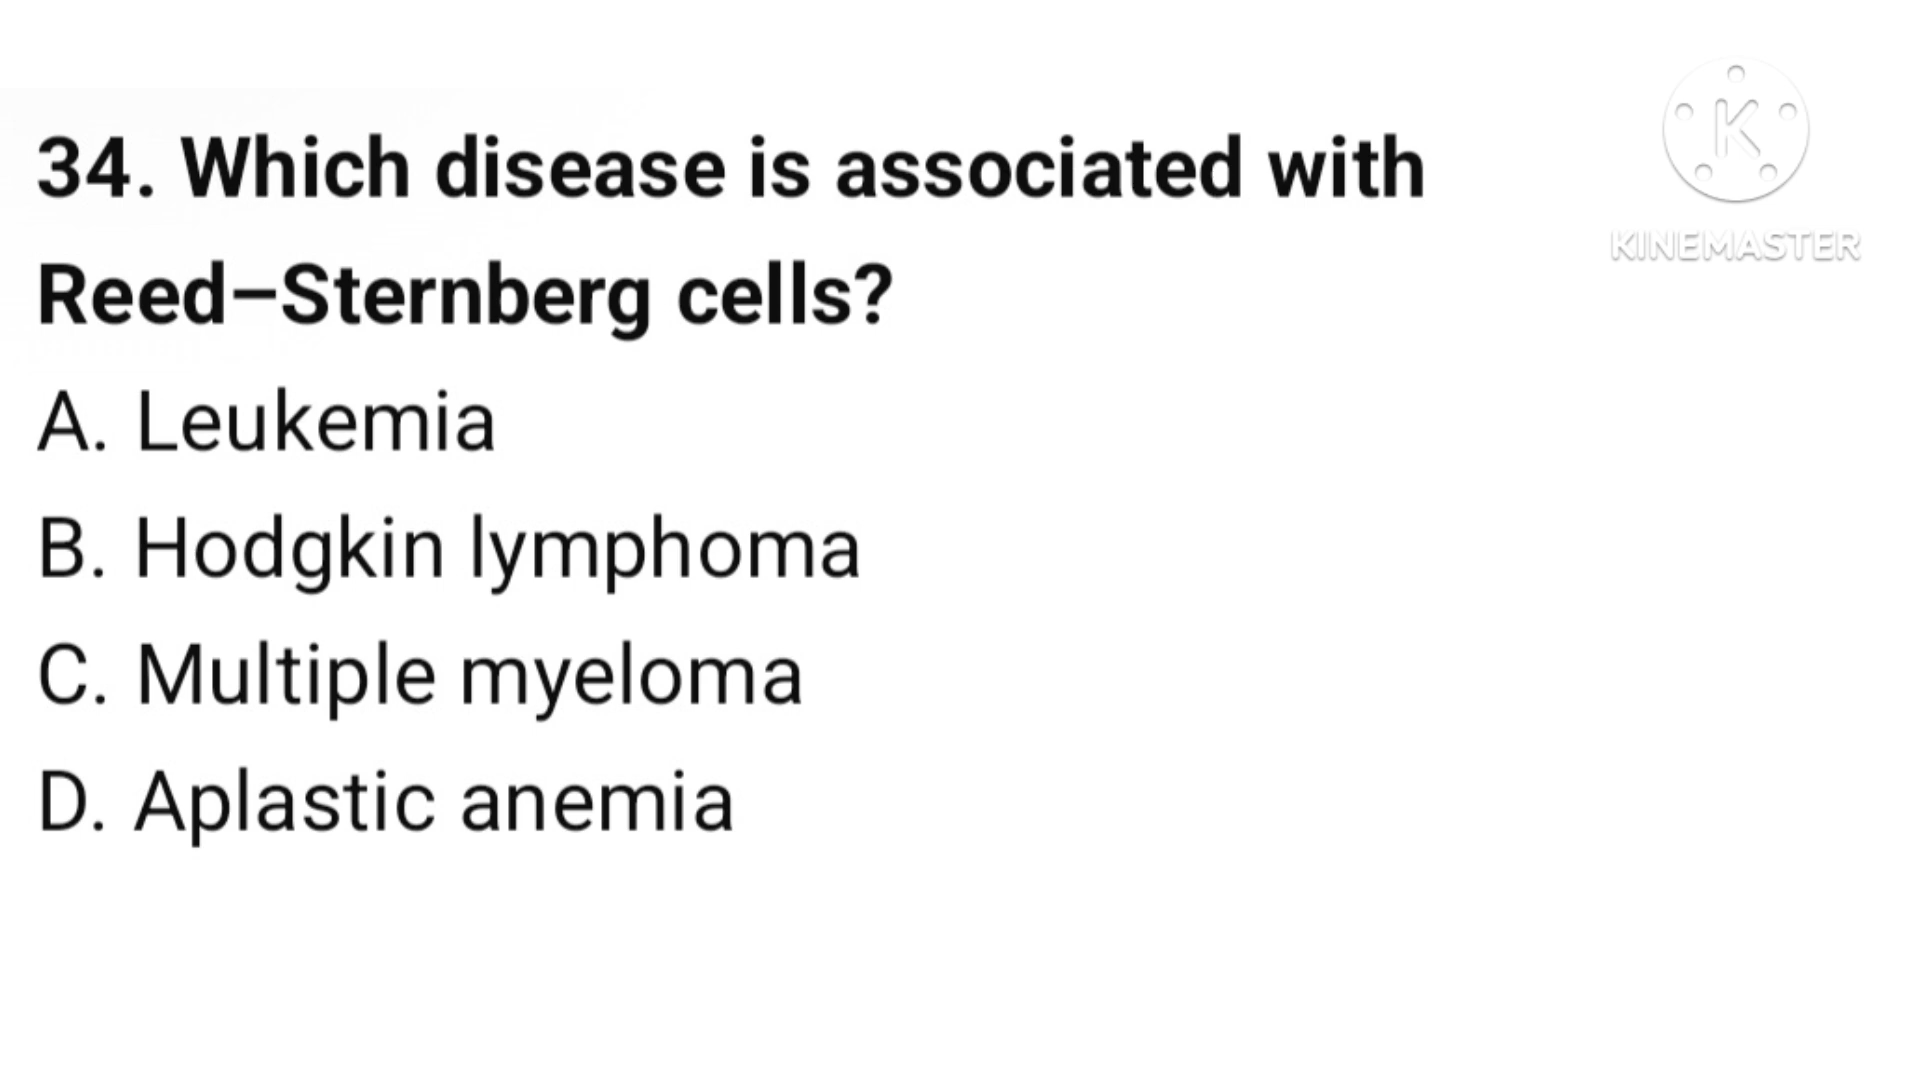 34. Which disease is associated with
Reed–Sternberg cells?
A. Leukemia
B. Hodgkin lymphoma
C. Multiple myeloma
D. Aplastic anemia
K
KINEMASTER